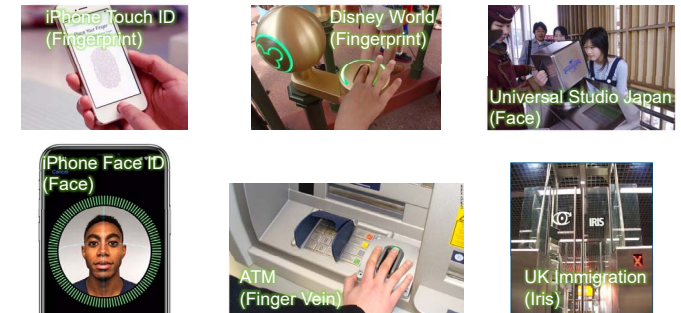 iPhone Touch ID
(Fingerprint)
Disney World
(Fingerprint)
Universal Studio Japan
(Face)
iPhone Face ID
(Face)
Cancel
ATM
(Finger Vein)
IRIS
X
UK Immigration
(Iris)